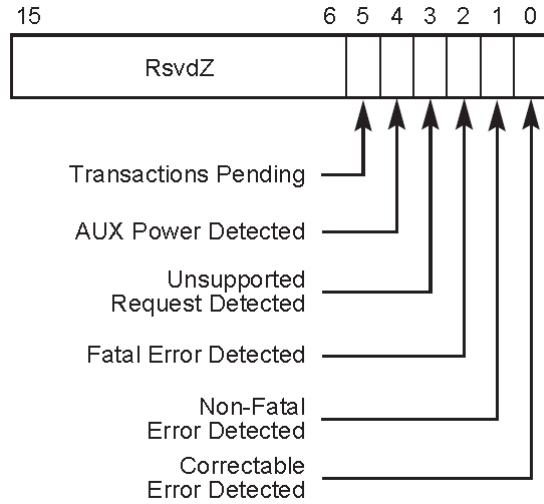 15 6 5 4 3 2 1 0
RsvdZ
Transactions Pending
AUX Power Detected
Unsupported
Request Detected
Fatal Error Detected
Non-Fatal
Error Detected
Correctable
Error Detected